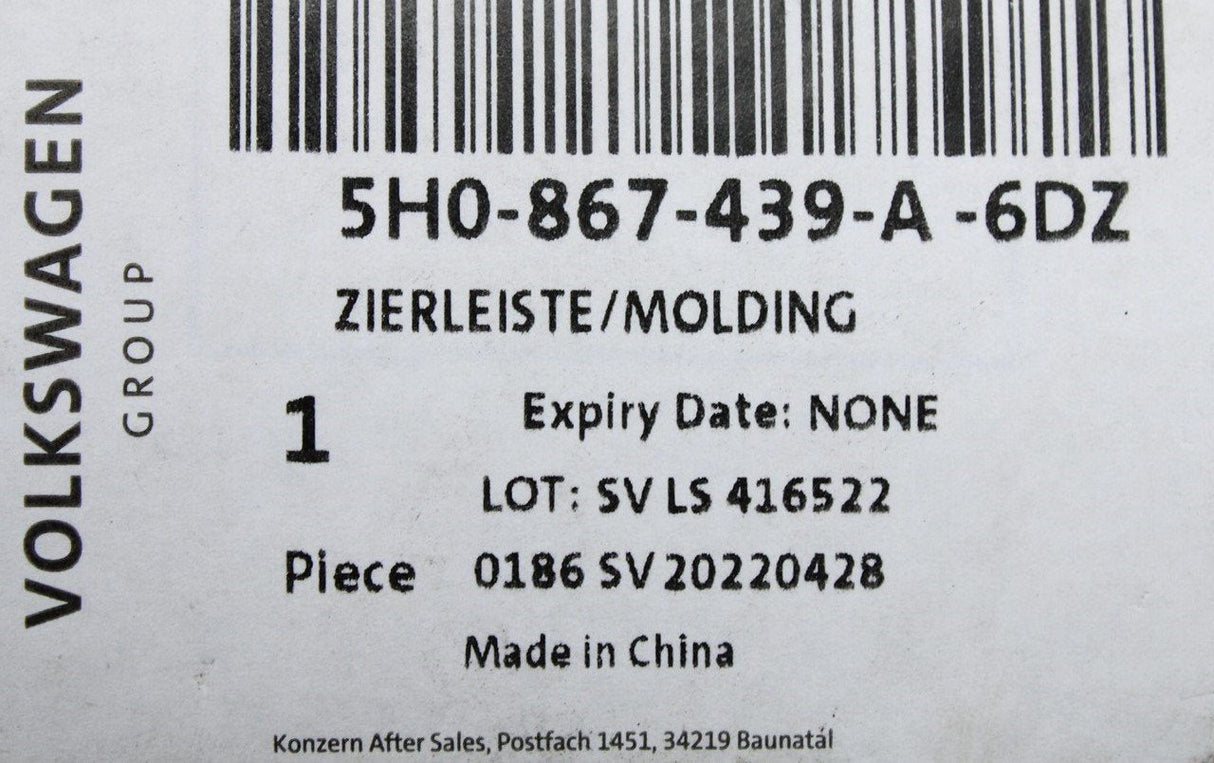 VOLKSWAGEN
GROUP
5H0-867-439-A -6DZ
ZIERLEISTE/MOLDING
1
Expiry Date: NONE
LOT: SV LS 416522
Piece 0186 SV 20220428
Made in China
Konzern After Sales, Postfach 1451, 34219 Baunatal